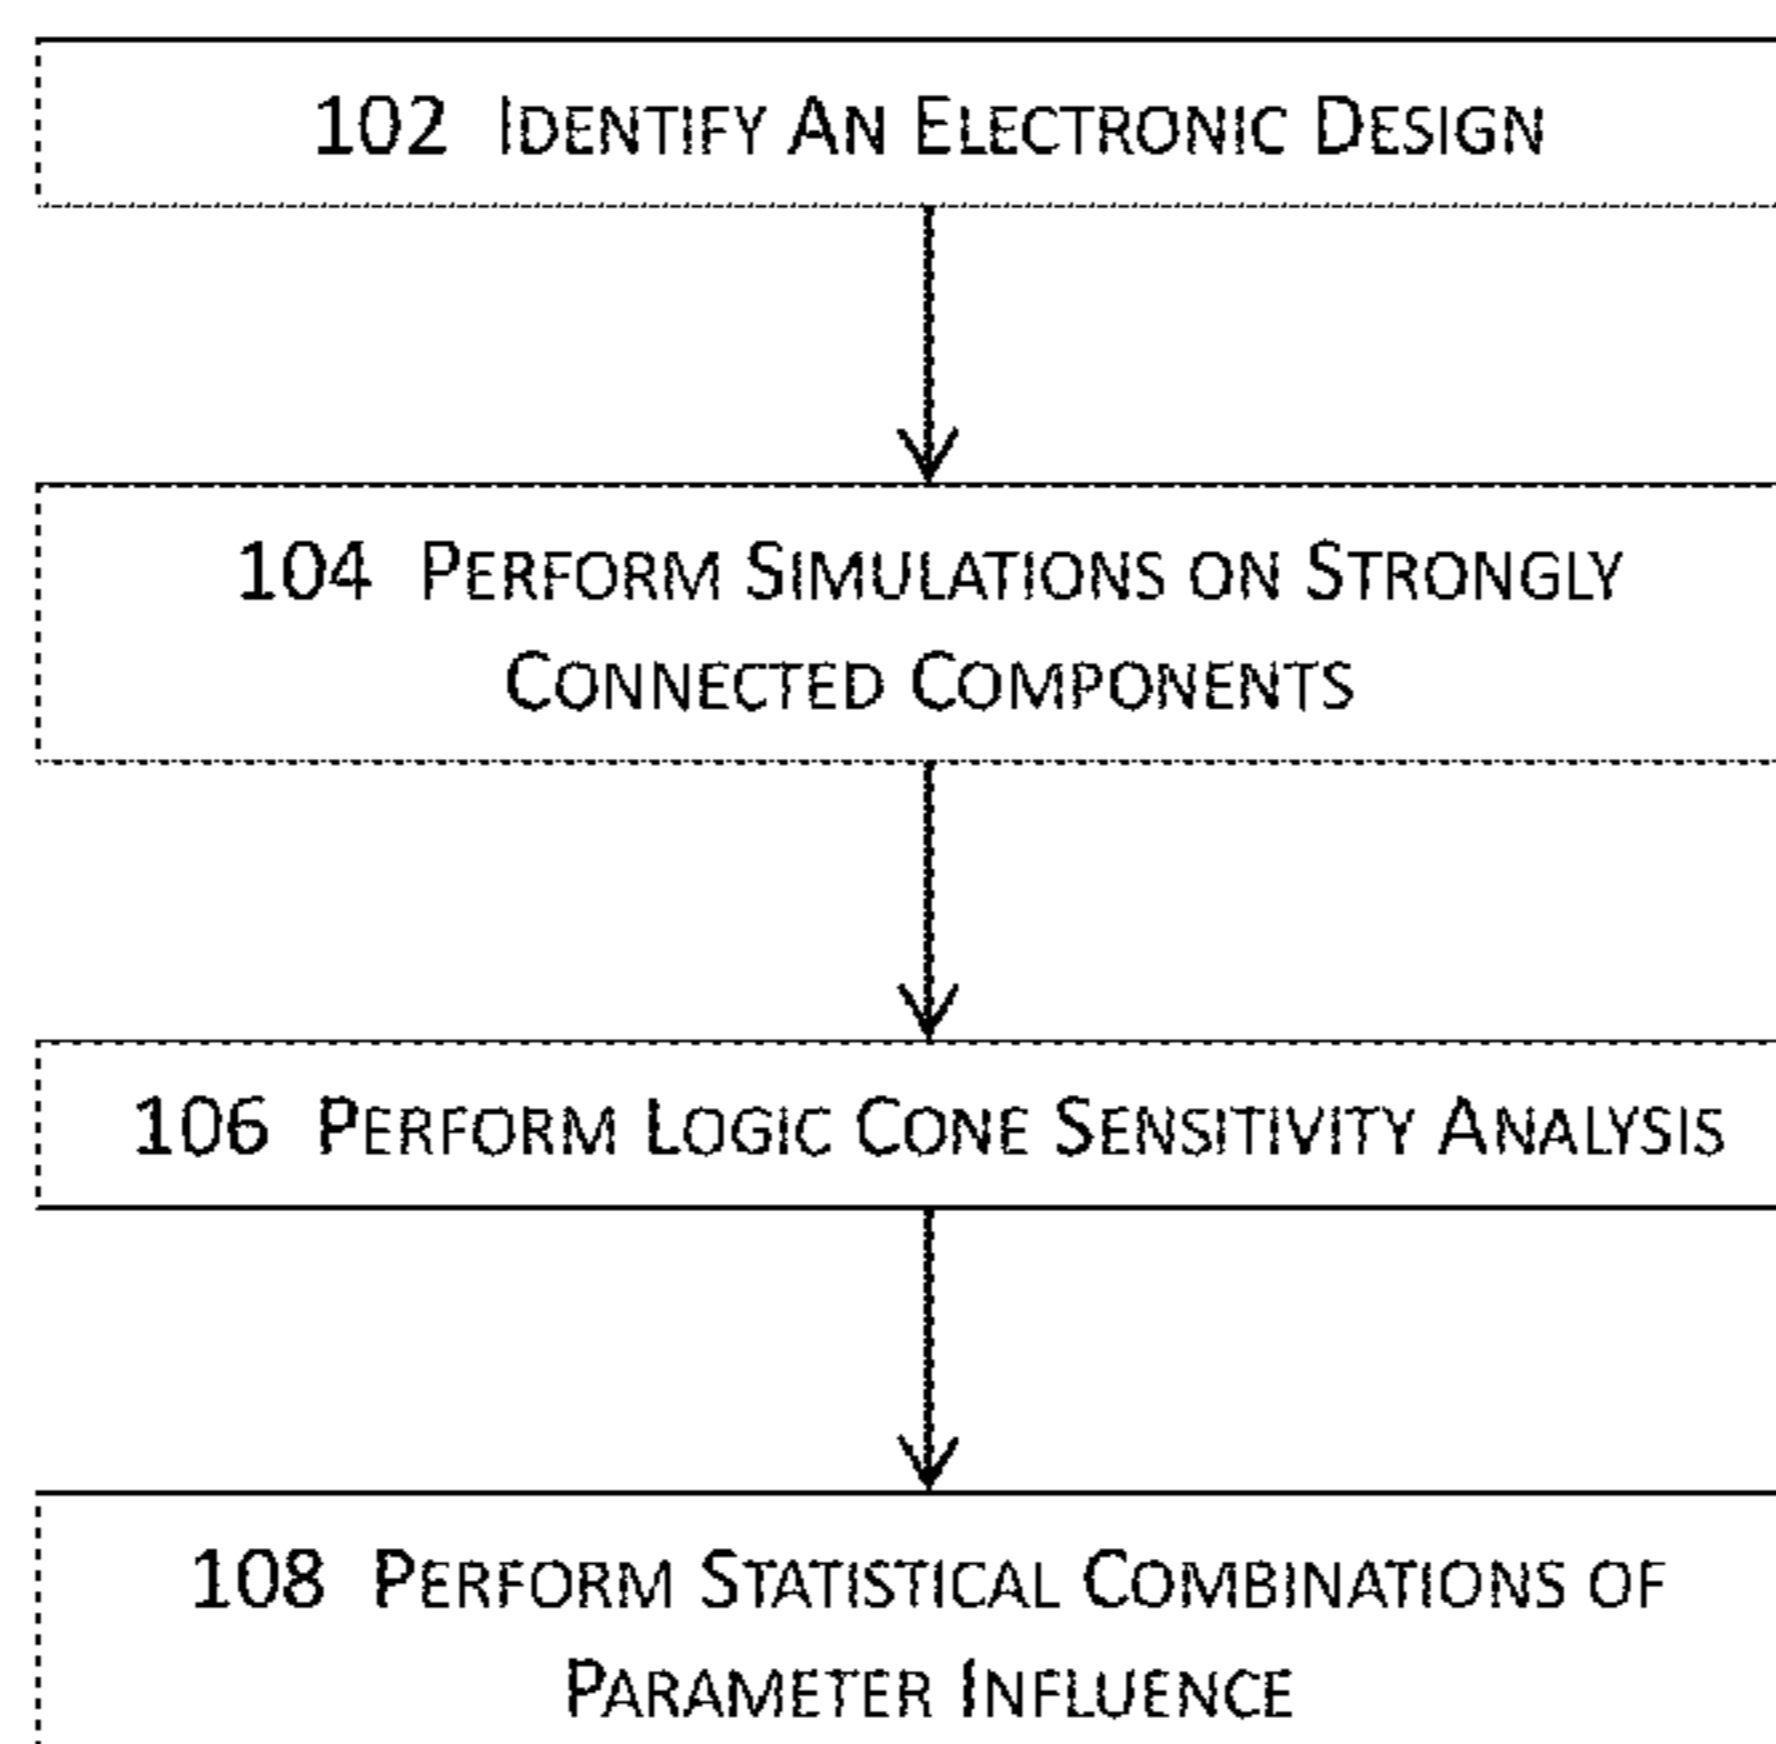 102 IDENTIFY AN ELECTRONIC DESIGN
104 PERFORM SIMULATIONS ON STRONGLY
CONNECTED COMPONENTS
106 PERFORM LOGIC CONE SENSITIVITY ANALYSIS
108 PERFORM STATISTICAL COMBINATIONS OF
PARAMETER INFLUENCE